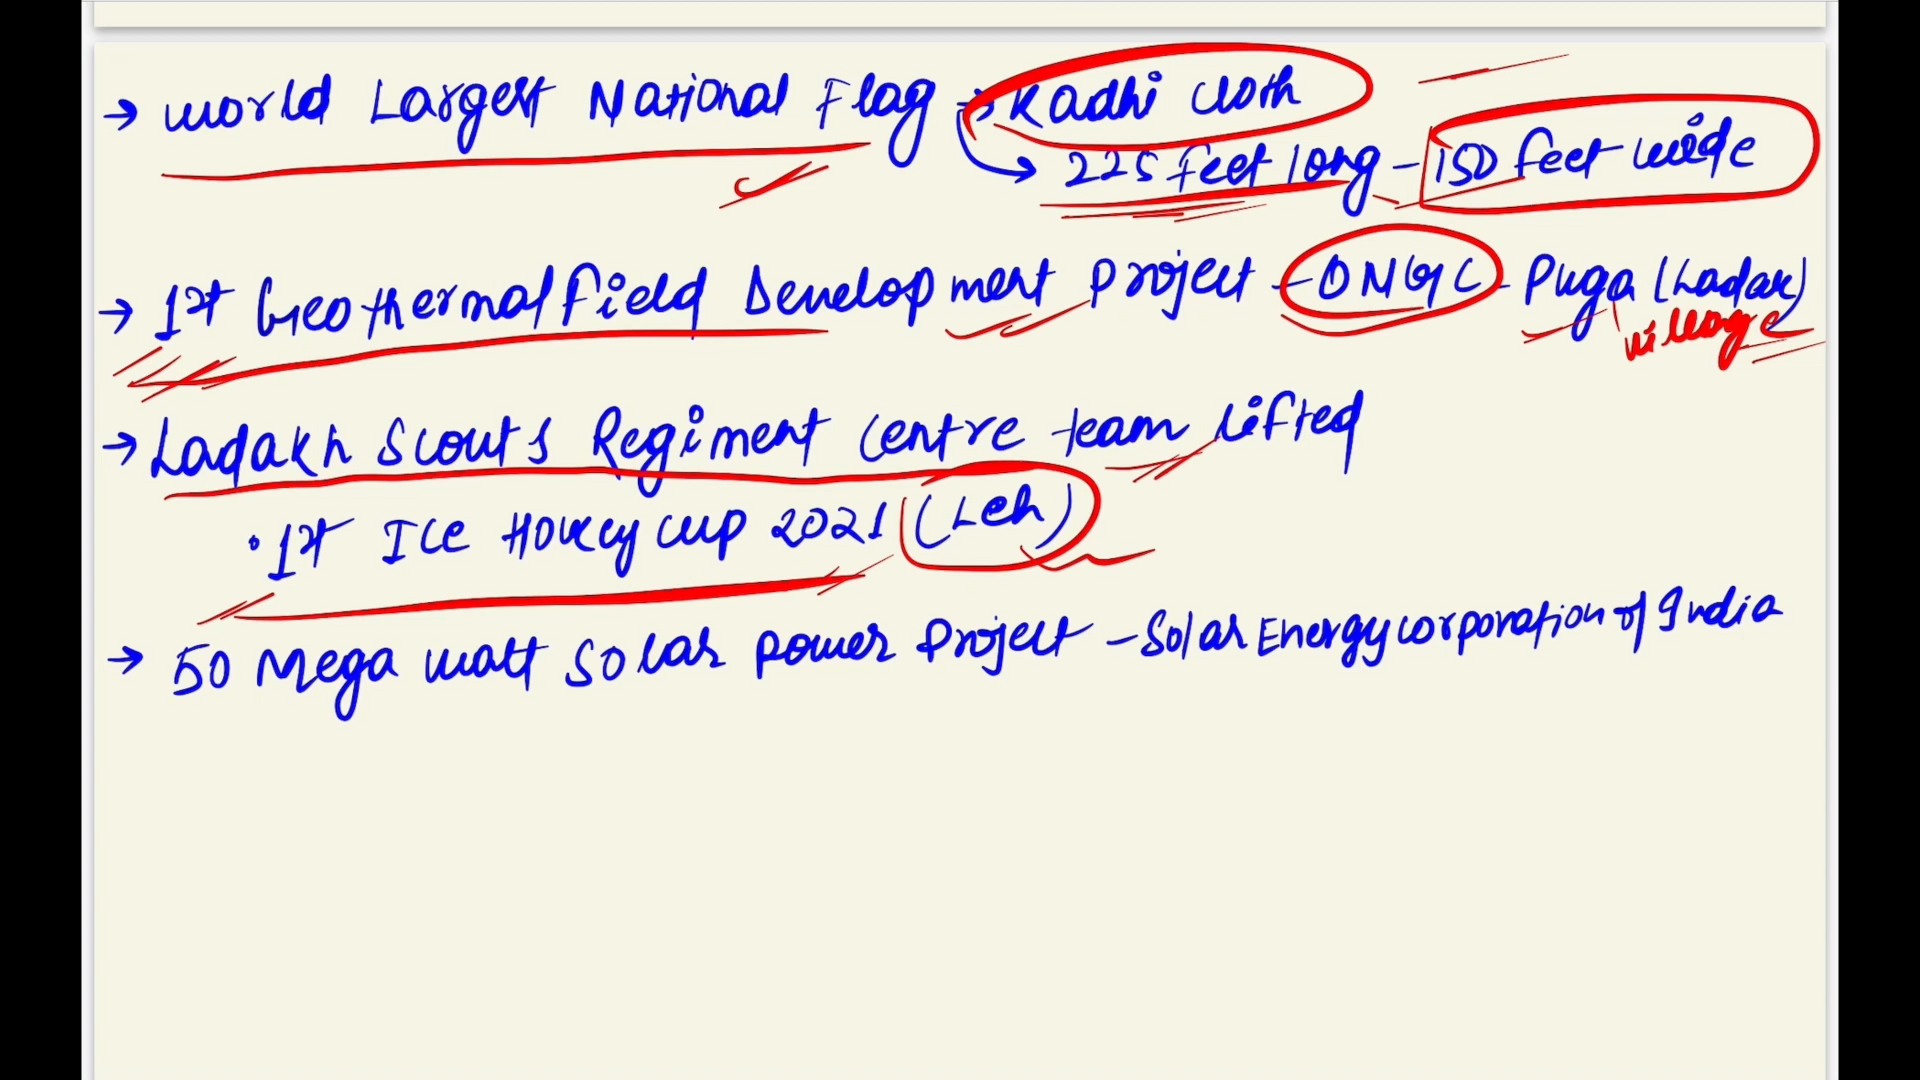 → World Largest National Flag → Kadhi Cloth
→ 225 feet long - 150 feet wide
→ 1st Geothermal Field Development Project - ONGC - Puga (Ladak)
village
→ Ladakh Scouts Regiment Centre team lifted
• 1st ICe Hockey cup 2021 (Leh)
→ 50 Mega watt Solar Power Project - Solar Energy corporation of India